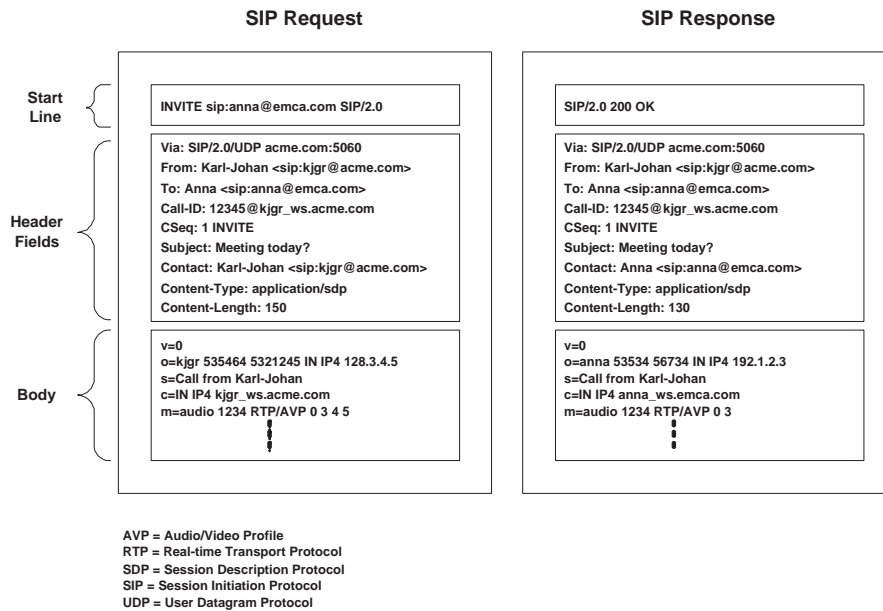 SIP Request
SIP Response
Start
Line
INVITE sip:anna@emca.com SIP/2.0
SIP/2.0 200 OK
Header
Fields
Via: SIP/2.0/UDP acme.com:5060
From: Karl-Johan <sip:kjgr@acme.com>
To: Anna <sip:anna@emca.com>
Call-ID: 12345@kjgr_ws.acme.com
CSeq: 1 INVITE
Subject: Meeting today?
Contact: Karl-Johan <sip:kjgr@acme.com>
Content-Type: application/sdp
Content-Length: 150
Via: SIP/2.0/UDP acme.com:5060
From: Karl-Johan <sip:kjgr@acme.com>
To: Anna <sip:anna@emca.com>
Call-ID: 12345@kjgr_ws.acme.com
CSeq: 1 INVITE
Subject: Meeting today?
Contact: Anna <sip:anna@emca.com>
Content-Type: application/sdp
Content-Length: 130
Body
v=0
o=kjgr 535464 5321245 IN IP4 128.3.4.5
s=Call from Karl-Johan
c=IN IP4 kjgr_ws.acme.com
m=audio 1234 RTP/AVP 0 3 4 5
v=0
o=anna 53534 56734 IN IP4 192.1.2.3
s=Call from Karl-Johan
c=IN IP4 anna_ws.emca.com
m=audio 1234 RTP/AVP 0 3
AVP = Audio/Video Profile
RTP = Real-time Transport Protocol
SDP = Session Description Protocol
SIP = Session Initiation Protocol
UDP = User Datagram Protocol